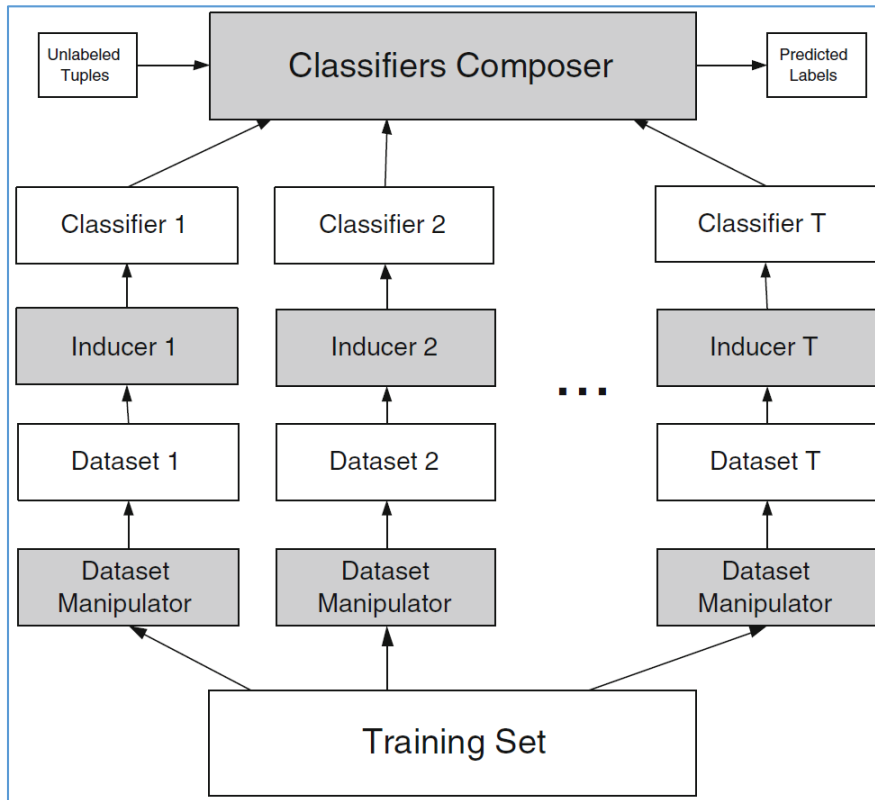 Unlabeled
Tuples
Classifiers Composer
Predicted
Labels
Classifier 1
Classifier 2
Classifier T
Inducer 1
Inducer 2
...
Inducer T
Dataset 1
Dataset 2
Dataset T
Dataset
Manipulator
Dataset
Manipulator
Dataset
Manipulator
Training Set